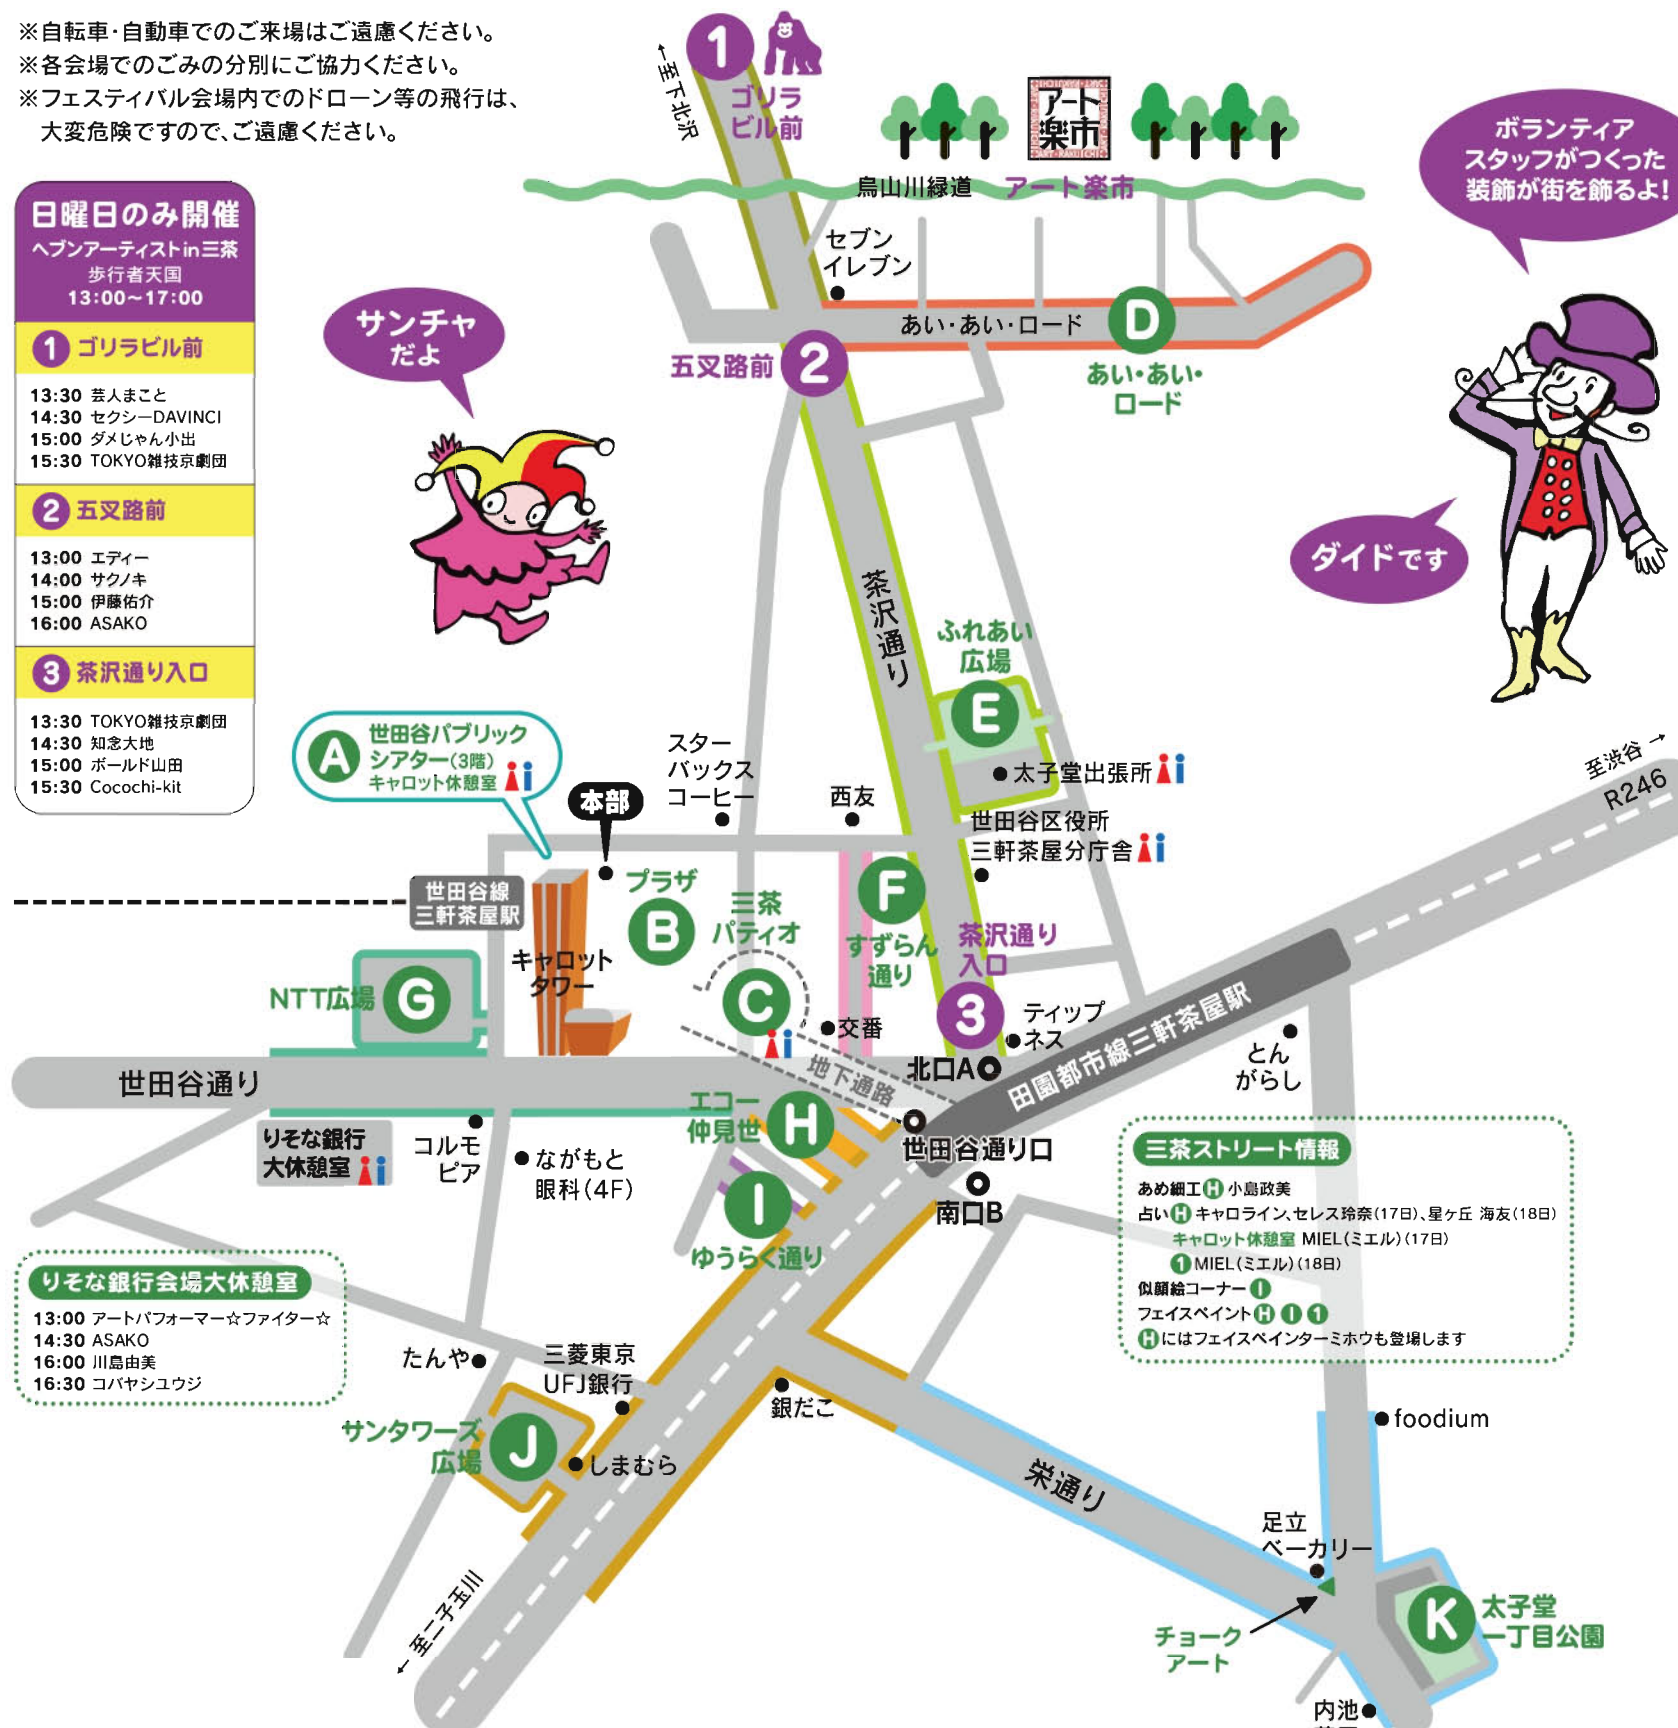 ※自転車・自動車でのご来場はご遠慮ください。
※各会場でのごみの分別にご協力ください。
※フェスティバル会場内でのドローン等の飛行は、
大変危険ですので、ご遠慮ください。
日曜日のみ開催
ヘブンアーティストin三茶
歩行者天国
13:00〜17:00
1 ゴリラビル前
13:30 芸人まこと
14:30 セクシーDAVINCI
15:00 ダメじゃん小出
15:30 TOKYO雑技京劇団
2 五叉路前
13:00 エディー
14:00 サクノキ
15:00 伊藤佑介
16:00 ASAKO
3 茶沢通り入口
13:30 TOKYO雑技京劇団
14:30 知念大地
15:00 ボールド山田
15:30 Cocochi-kit
←至下北沢
1
ゴリラ
ビル前
アート
楽市
烏山川緑道
アート楽市
ボランティア
スタッフがつくった
装飾が街を飾るよ!
セブン
イレブン
サンチャ
だよ
五叉路前
2
あい・あい・ロード
D
あい・あい・
ロード
ダイドです
茶沢通り
ふれあい
広場
E
太子堂出張所
世田谷区役所
三軒茶屋分庁舎
至渋谷→
R246
A
世田谷パブリック
シアター(3階)
キャロット休憩室
本部
スター
バックス
コーヒー
西友
世田谷線
三軒茶屋駅
キャロット
タワー
プラザ
B
三茶
パティオ
C
F
すずらん
通り
茶沢通り
入口
3
ティップ
ネス
交番
北口A
NTT広場
G
世田谷通り
地下通路
田園都市線三軒茶屋駅
とん
がらし
エコー
仲見世
H
世田谷通り口
南口B
りそな銀行
大休憩室
コルモ
ピア
ながもと
眼科(4F)
I
ゆうらく通り
三茶ストリート情報
あめ細工 H 小島政美
占い H キャロライン、セレス玲奈(17日)、星ヶ丘 海友(18日)
キャロット休憩室 MIEL(ミエル)(17日)
1 MIEL(ミエル)(18日)
似顔絵コーナー I
フェイスペイント H I 1
Hにはフェイスペインターミホウも登場します
りそな銀行会場大休憩室
13:00 アートパフォーマー☆ファイター☆
14:30 ASAKO
16:00 川島由美
16:30 コバヤシユウジ
たんや
三菱東京
UFJ銀行
銀だこ
サンタワーズ
広場
J
しまむら
←至二子玉川
栄通り
foodium
足立
ベーカリー
チョーク
アート
K
太子堂
一丁目公園
内池